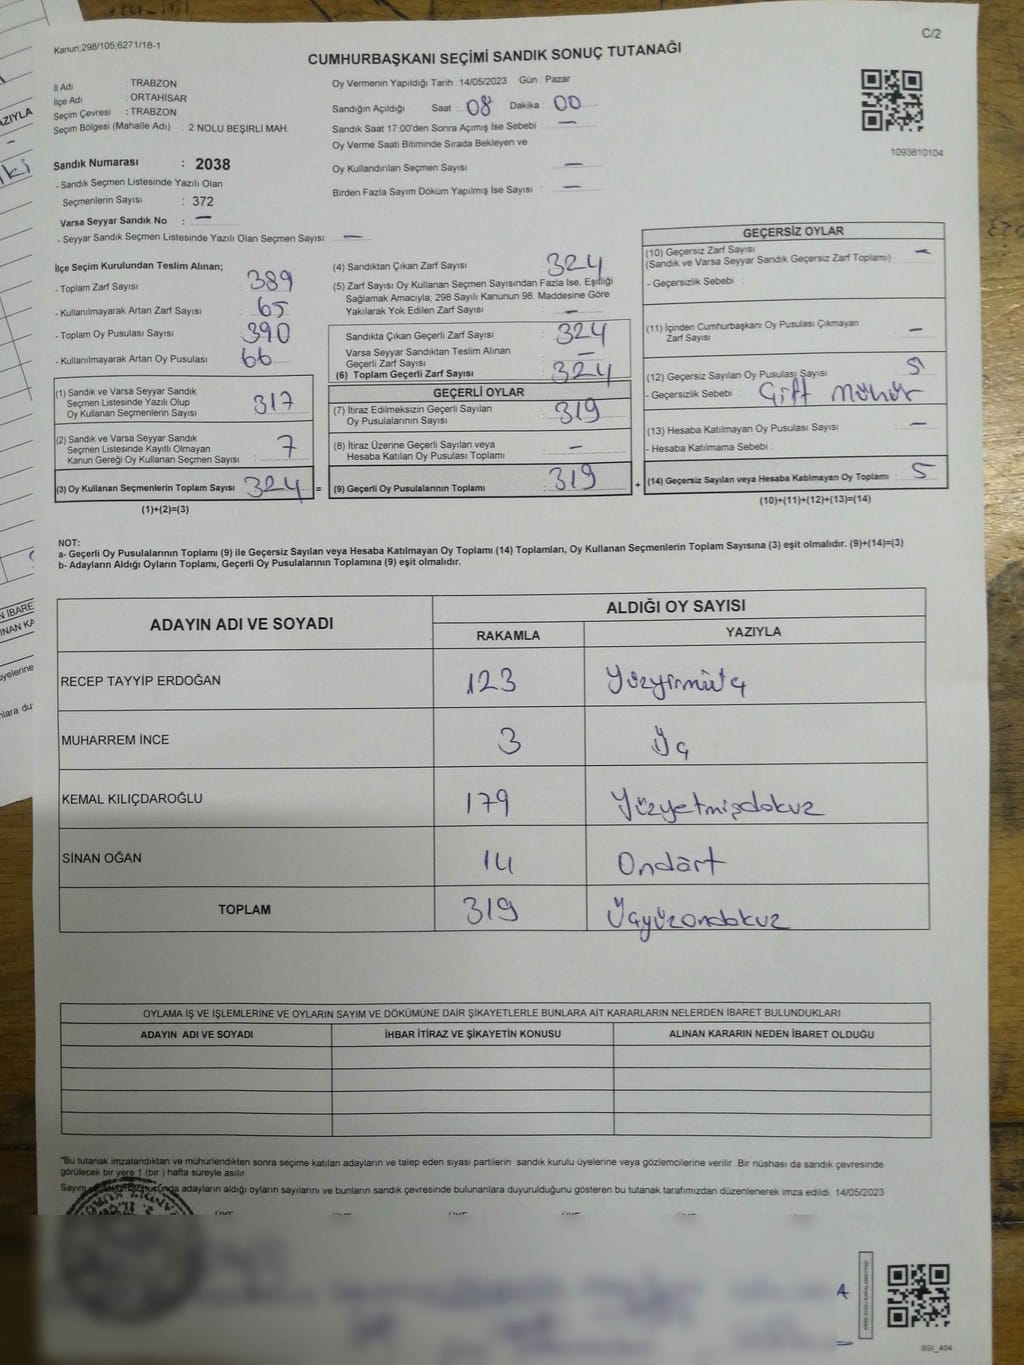 C/2
Kanun,298/105;6271/18-1
CUMHURBAŞKANI SEÇİMİ SANDIK SONUÇ TUTANAĞI
İl Adı : TRABZON
İlçe Adı : ORTAHİSAR
Seçim Çevresi : TRABZON
Seçim Bölgesi (Mahalle Adı) : 2 NOLU BEŞİRLİ MAH.
Sandık Numarası : 2038
- Sandık Seçmen Listesinde Yazılı Olan
Seçmenlerin Sayısı : 372
Varsa Seyyar Sandık No : —
- Seyyar Sandık Seçmen Listesinde Yazılı Olan Seçmen Sayısı: —
Oy Vermenin Yapıldığı Tarih : 14/05/2023 Gün : Pazar
Sandığın Açıldığı Saat : 08 Dakika : 00
Sandık Saat 17:00'den Sonra Açımış İse Sebebi : —
Oy Verme Saati Bitiminde Sırada Bekleyen ve
Oy Kullandırılan Seçmen Sayısı : —
Birden Fazla Sayım Döküm Yapılmış İse Sayısı : —
1093810104
İlçe Seçim Kurulundan Teslim Alınan;
- Toplam Zarf Sayısı : 389
- Kullanılmayarak Artan Zarf Sayısı : 65
- Toplam Oy Pusulası Sayısı : 390
- Kullanılmayarak Artan Oy Pusulası : 66
(1) Sandık ve Varsa Seyyar Sandık
Seçmen Listesinde Yazılı Olup
Oy Kullanan Seçmenlerin Sayısı : 317
(2) Sandık ve Varsa Seyyar Sandık
Seçmen Listesinde Kayıtlı Olmayan
Kanun Gereği Oy Kullanan Seçmen Sayısı : 7
(3) Oy Kullanan Seçmenlerin Toplam Sayısı : 324 =
(1)+(2)=(3)
(4) Sandıktan Çıkan Zarf Sayısı : 324
(5) Zarf Sayısı Oy Kullanan Seçmen Sayısından Fazla İse, Eşitliği
Sağlamak Amacıyla, 298 Sayılı Kanunun 98. Maddesine Göre
Yakılarak Yok Edilen Zarf Sayısı : —
Sandıkta Çıkan Geçerli Zarf Sayısı : 324
Varsa Seyyar Sandıktan Teslim Alınan
Geçerli Zarf Sayısı : —
(6) Toplam Geçerli Zarf Sayısı : 324
GEÇERLİ OYLAR
(7) İtiraz Edilmeksizin Geçerli Sayılan
Oy Pusulalarının Sayısı : 319
(8) İtiraz Üzerine Geçerli Sayılan veya
Hesaba Katılan Oy Pusulası Toplamı : —
(9) Geçerli Oy Pusulalarının Toplamı : 319 +
GEÇERSİZ OYLAR
(10) Geçersiz Zarf Sayısı : —
(Sandık ve Varsa Seyyar Sandık Geçersiz Zarf Toplamı)
- Geçersizlik Sebebi :
(11) İçinden Cumhurbaşkanı Oy Pusulası Çıkmayan
Zarf Sayısı : —
(12) Geçersiz Sayılan Oy Pusulası Sayısı : 5
- Geçersizlik Sebebi : Çift Mühür
(13) Hesaba Katılmayan Oy Pusulası Sayısı : —
- Hesaba Katılmama Sebebi :
(14) Geçersiz Sayılan veya Hesaba Katılmayan Oy Toplamı : 5
(10)+(11)+(12)+(13)=(14)
NOT:
a- Geçerli Oy Pusulalarının Toplamı (9) ile Geçersiz Sayılan veya Hesaba Katılmayan Oy Toplamı (14) Toplamları, Oy Kullanan Seçmenlerin Toplam Sayısına (3) eşit olmalıdır. (9)+(14)=(3)
b- Adayların Aldığı Oyların Toplamı, Geçerli Oy Pusulalarının Toplamına (9) eşit olmalıdır.
ADAYIN ADI VE SOYADI ALDIĞI OY SAYISI
RAKAMLA YAZIYLA
RECEP TAYYİP ERDOĞAN 123 Yüzyirmiüç
MUHARREM İNCE 3 Üç
KEMAL KILIÇDAROĞLU 179 Yüzyetmişdokuz
SİNAN OĞAN 14 Ondört
TOPLAM 319 Üçyüzondokuz
OYLAMA İŞ VE İŞLEMLERİNE VE OYLARIN SAYIM VE DÖKÜMÜNE DAİR ŞİKAYETLERLE BUNLARA AİT KARARLARIN NELERDEN İBARET BULUNDUKLARI
ADAYIN ADI VE SOYADI İHBAR İTİRAZ VE ŞİKAYETİN KONUSU ALINAN KARARIN NEDEN İBARET OLDUĞU
*Bu tutanak imzalandıktan ve mühürlendikten sonra seçime katılan adayların ve talep eden siyasi partilerin sandık kurulu üyelerine veya gözlemcilerine verilir .Bir nüshası da sandık çevresinde
görülecek bir yere 1 (bir ) hafta süreyle asılır.
adayların aldığı oyların sayılarını ve bunların sandık çevresinde bulunanlara duyurulduğunu gösteren bu tutanak tarafımızdan düzenlenerek imza edildi. 14/05/2023
SSI_404